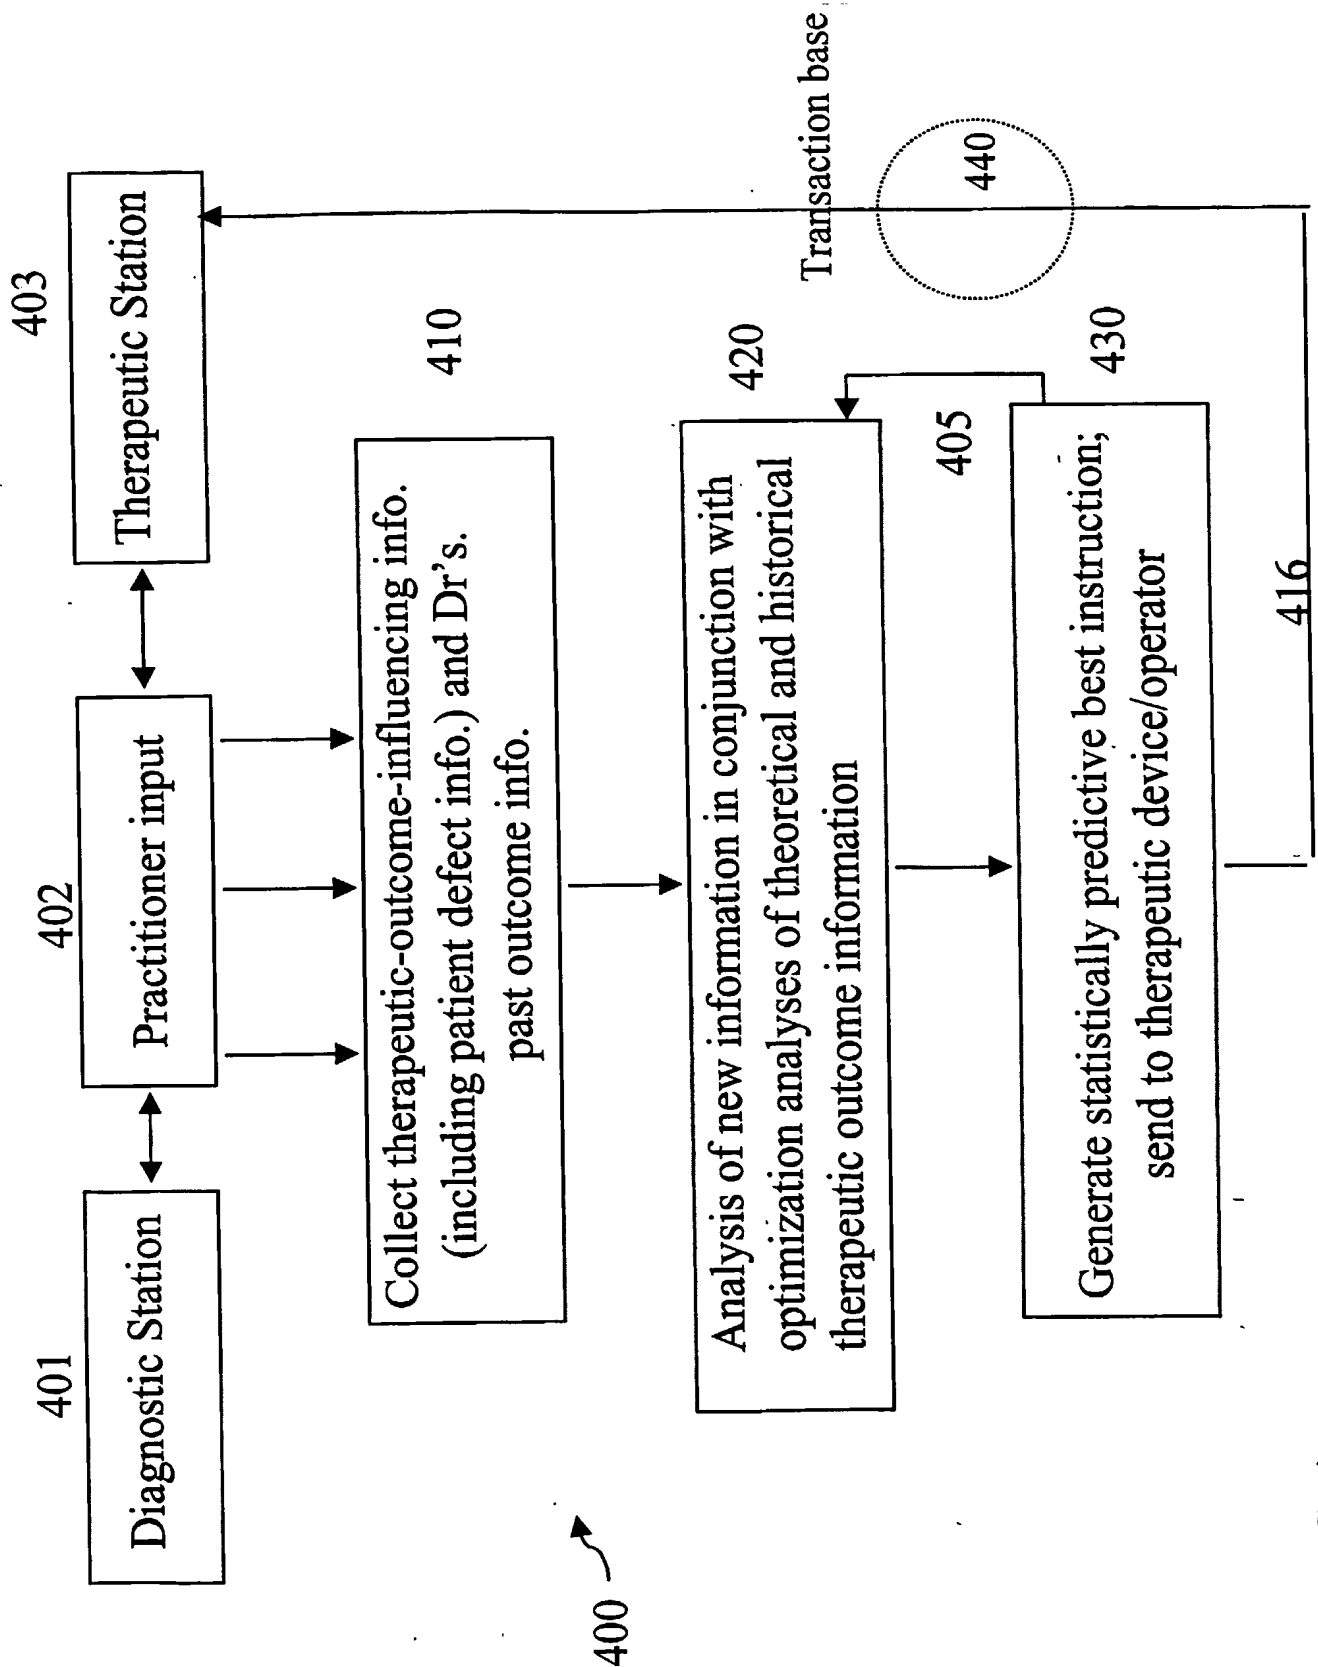 401
402
403
Diagnostic Station
Practitioner input
Therapeutic Station
410
Collect therapeutic-outcome-influencing info.
(including patient defect info.) and Dr's.
past outcome info.
400
420
Analysis of new information in conjunction with
optimization analyses of theoretical and historical
therapeutic outcome information
Transaction base
405
440
430
Generate statistically predictive best instruction;
send to therapeutic device/operator
416